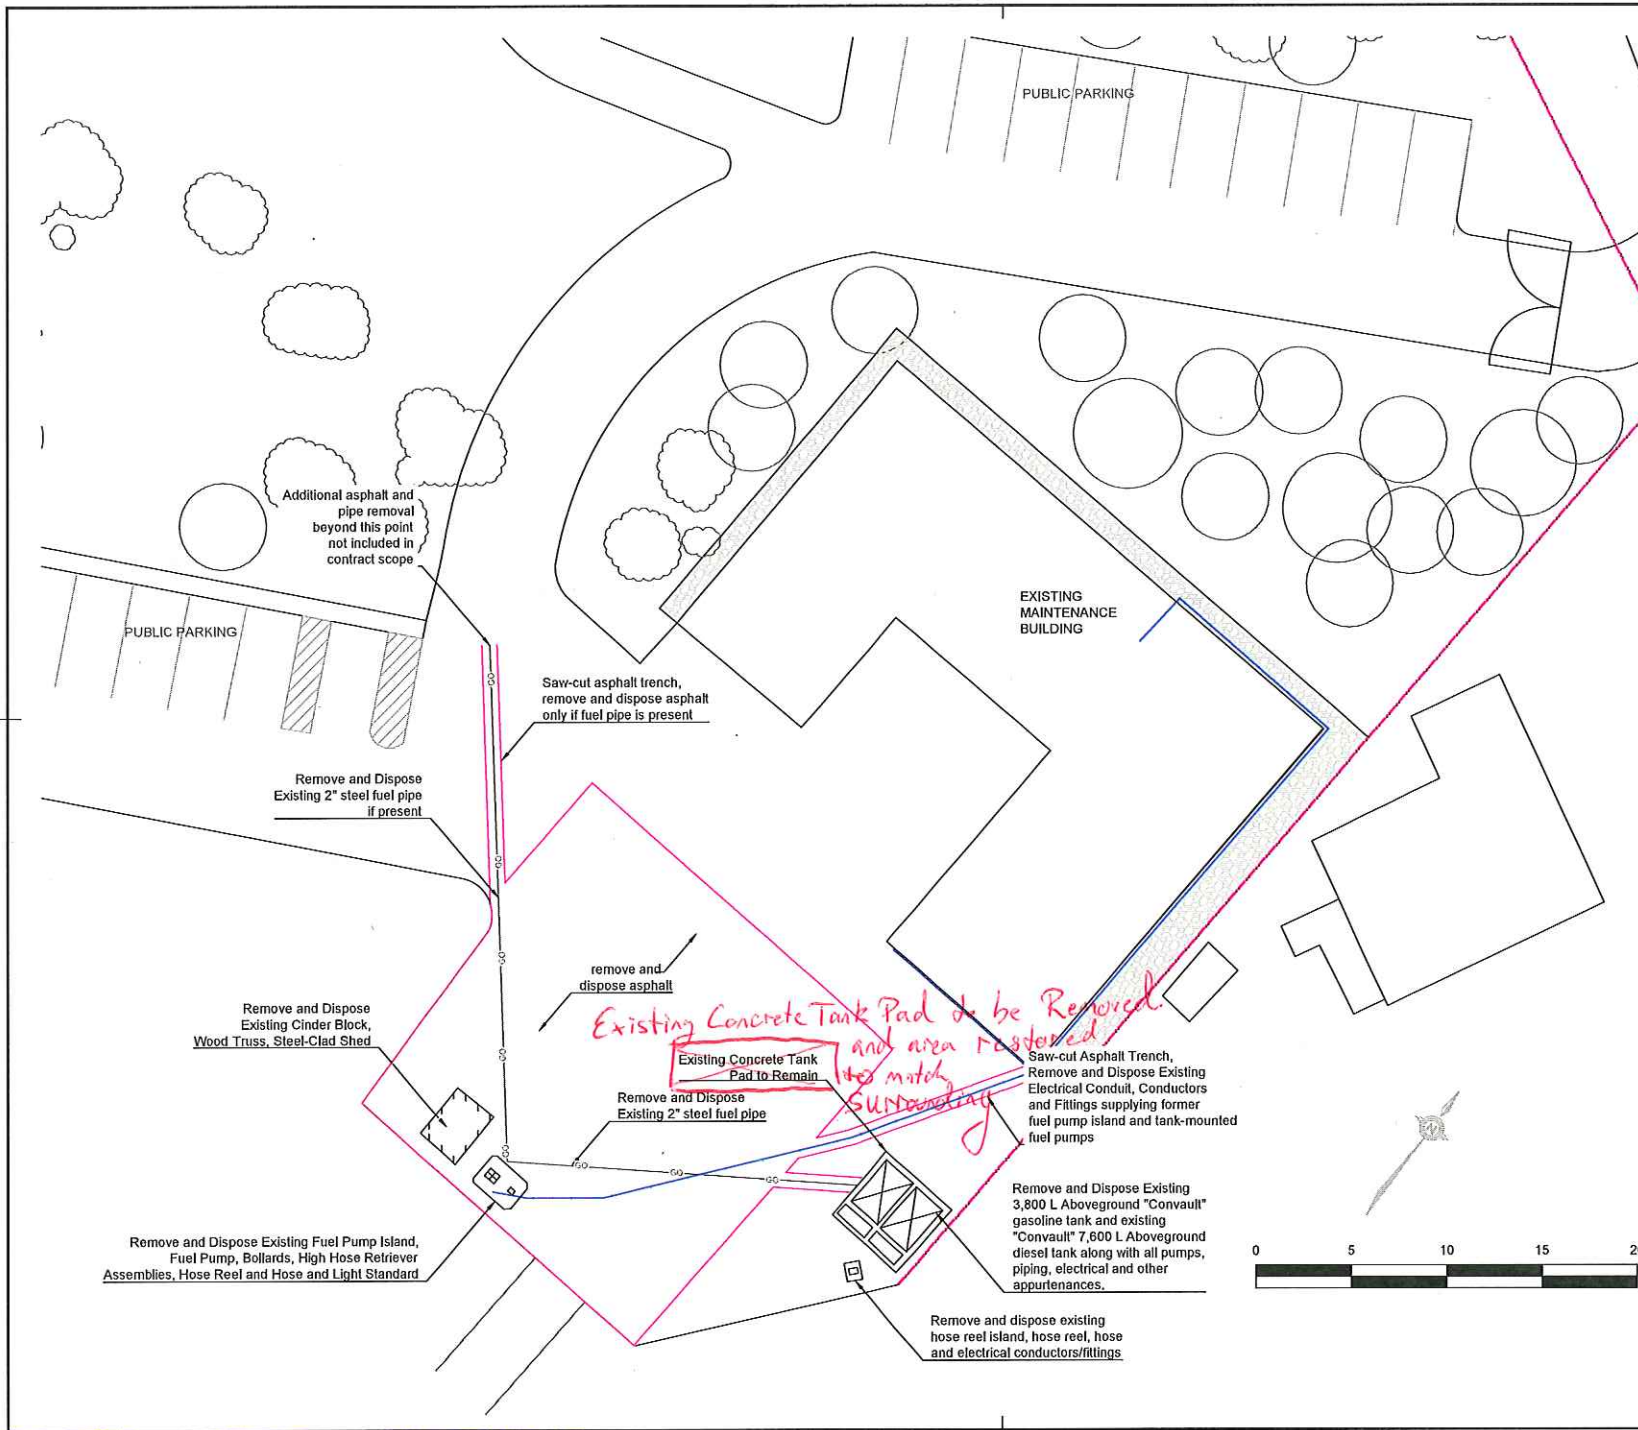 PUBLIC PARKING
Additional asphalt and
pipe removal
beyond this point
not included in
contract scope
EXISTING
MAINTENANCE
BUILDING
PUBLIC PARKING
Saw-cut asphalt trench,
remove and dispose asphalt
only if fuel pipe is present
Remove and Dispose
Existing 2" steel fuel pipe
if present
GO
GO
GO
GO
GO
GO
GO
GO
remove and
dispose asphalt
Remove and Dispose
Existing Cinder Block,
Wood Truss, Steel-Clad Shed
Existing Concrete Tank Pad to be Removed.
and area restored
to match
Surrounding
Existing Concrete Tank
Pad to Remain
Remove and Dispose
Existing 2" steel fuel pipe
Saw-cut Asphalt Trench,
Remove and Dispose Existing
Electrical Conduit, Conductors
and Fittings supplying former
fuel pump island and tank-mounted
fuel pumps
N
Remove and Dispose Existing
3,800 L Aboveground "Convault"
gasoline tank and existing
"Convault" 7,600 L Aboveground
diesel tank along with all pumps,
piping, electrical and other
appurtenances.
Remove and Dispose Existing Fuel Pump Island,
Fuel Pump, Bollards, High Hose Retriever
Assemblies, Hose Reel and Hose and Light Standard
0 5 10 15
Remove and dispose existing
hose reel island, hose reel, hose
and electrical conductors/fittings